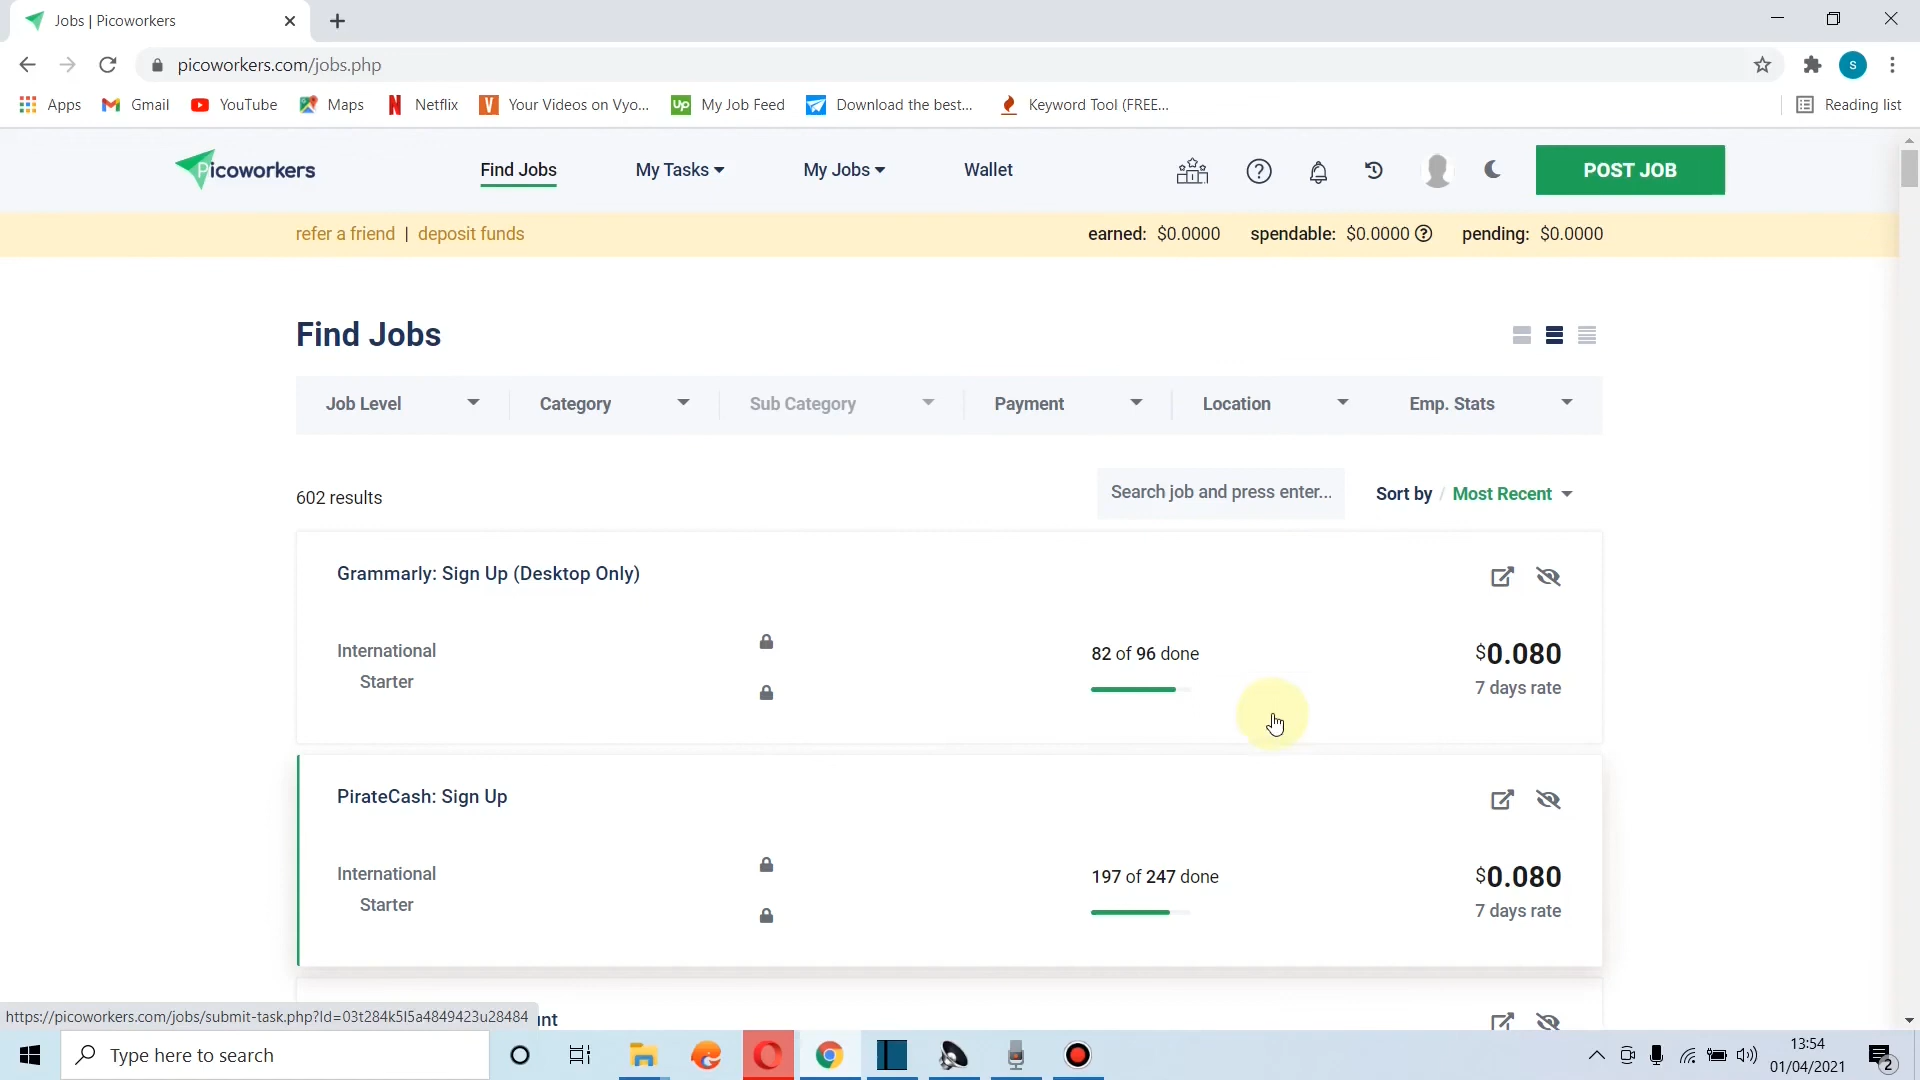 Jobs | Picoworkers
picoworkers.com/jobs.php
S
Apps Gmail YouTube Maps Netflix Your Videos on Vyo... My Job Feed Download the best... Keyword Tool (FREE... Reading list
Picoworkers Find Jobs My Tasks My Jobs Wallet POST JOB
refer a friend | deposit funds earned: $0.0000 spendable: $0.0000 pending: $0.0000
Find Jobs
Job Level Category Sub Category Payment Location Emp. Stats
602 results Search job and press enter... Sort by / Most Recent
Grammarly: Sign Up (Desktop Only)
International 82 of 96 done $0.080
Starter 7 days rate
PirateCash: Sign Up
International 197 of 247 done $0.080
Starter 7 days rate
https://picoworkers.com/jobs/submit-task.php?Id=03t284k5l5a4849423u28484
Type here to search 13:54
01/04/2021 2